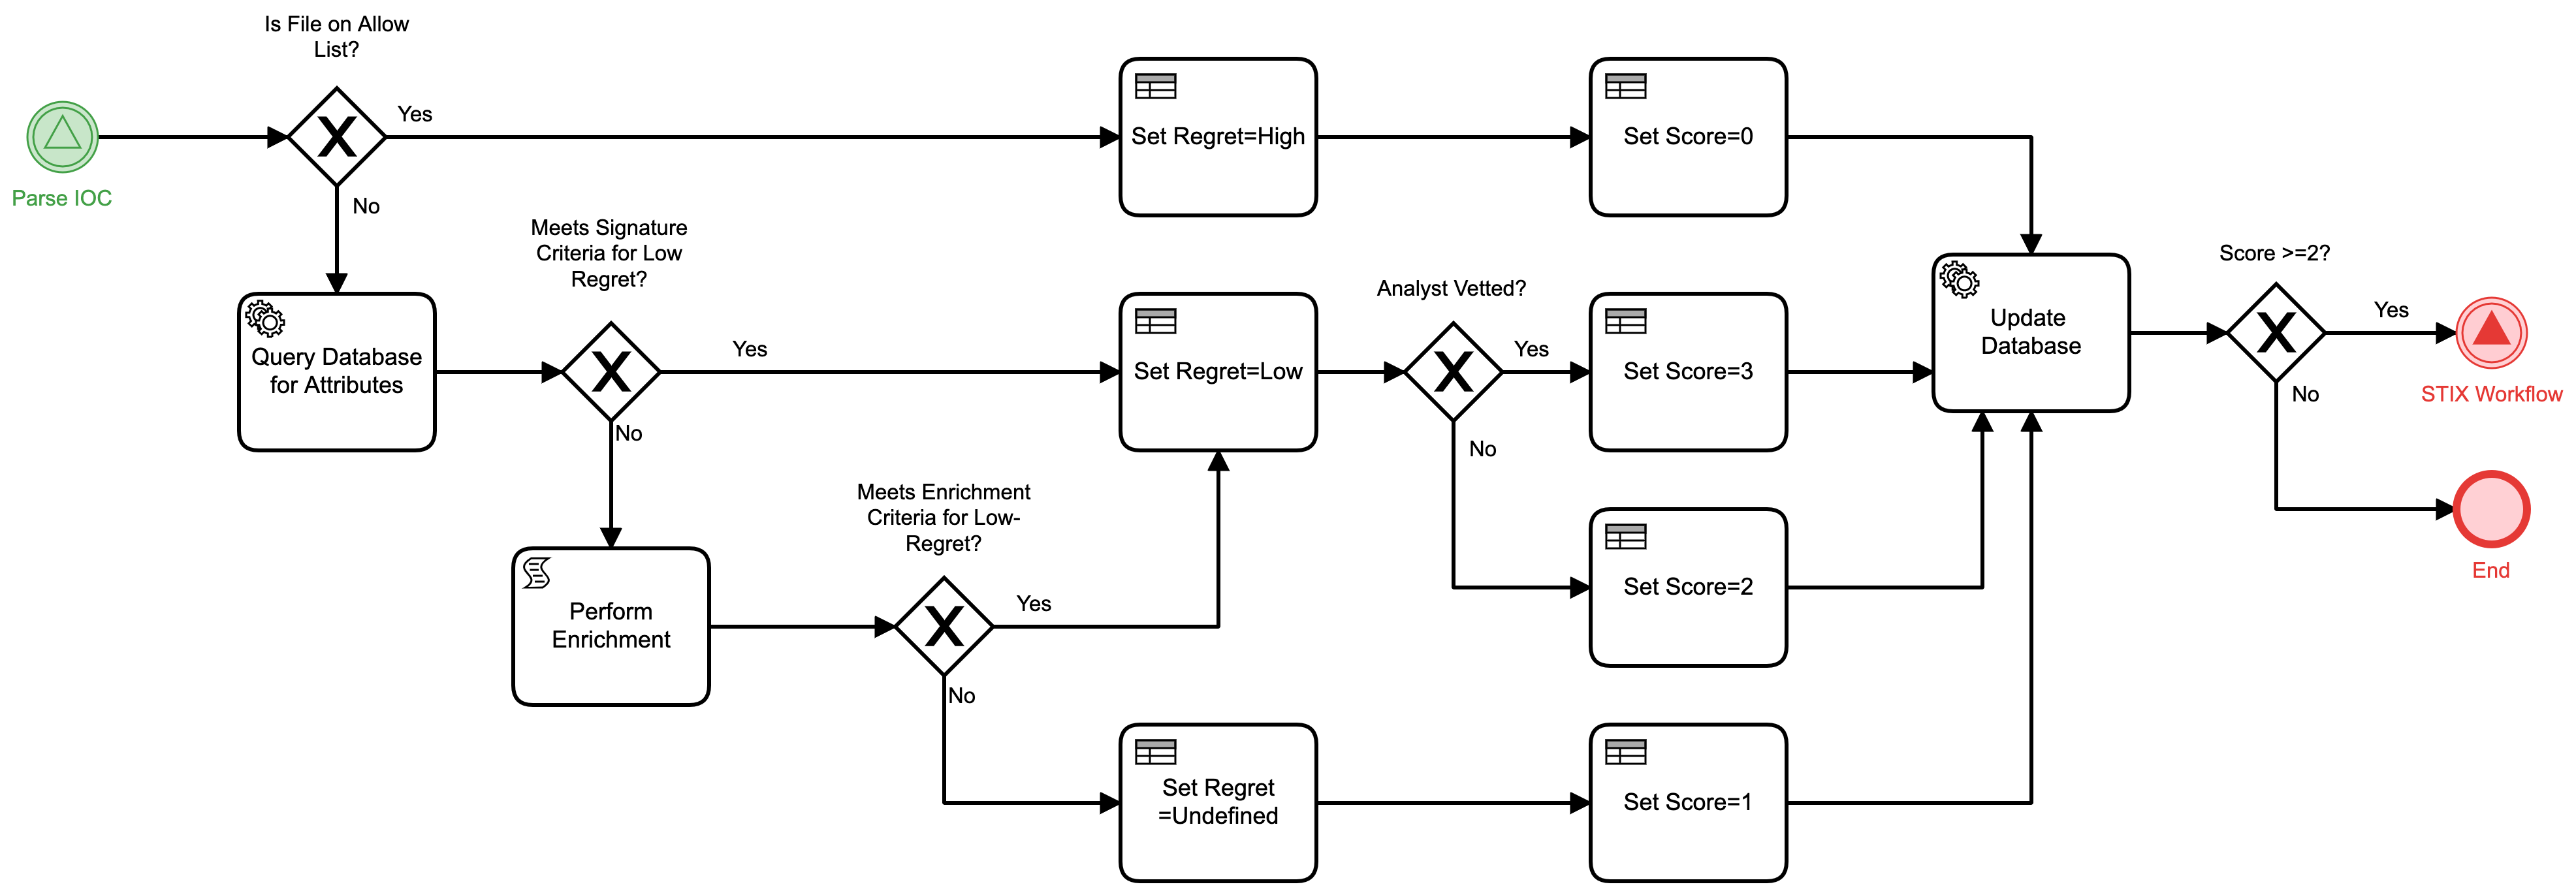 Is File on Allow
List?
Yes
Parse IOC
No
Set Regret=High
Set Score=0
Query Database
for Attributes
Meets Signature
Criteria for Low
Regret?
Yes
No
Set Regret=Low
Analyst Vetted?
Yes
No
Set Score=3
Perform
Enrichment
Meets Enrichment
Criteria for Low-
Regret?
Yes
No
Set Score=2
Set Regret
=Undefined
Set Score=1
Update
Database
Score >=2?
Yes
No
STIX Workflow
End